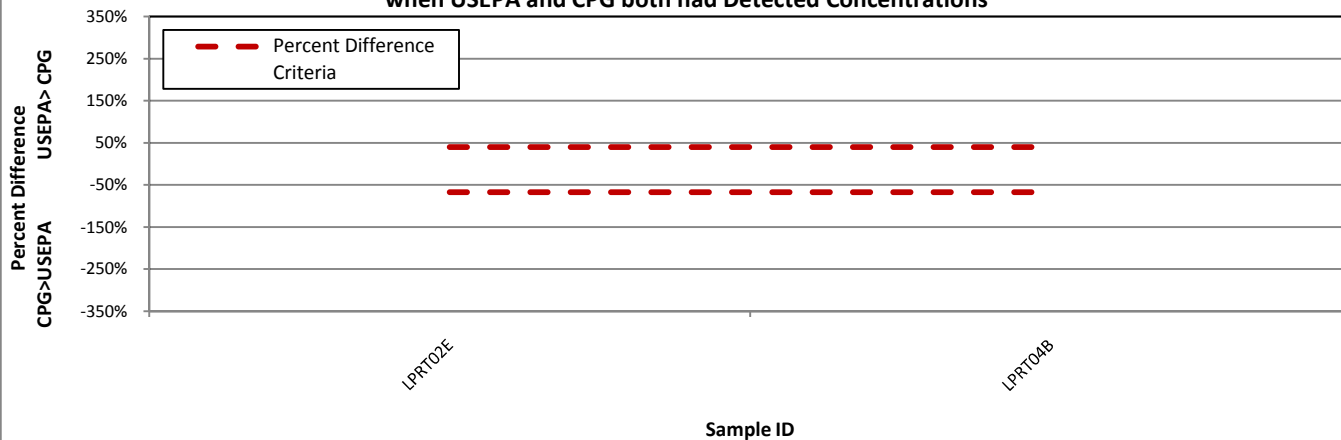 when USEPA and CPG both had Detected Concentrations
350%
250%
150%
50%
-50%
-150%
-250%
-350%
Percent Difference
Criteria
Percent Difference
USEPA> CPG
CPG>USEPA
LPRT02E
LPRT04B
Sample ID